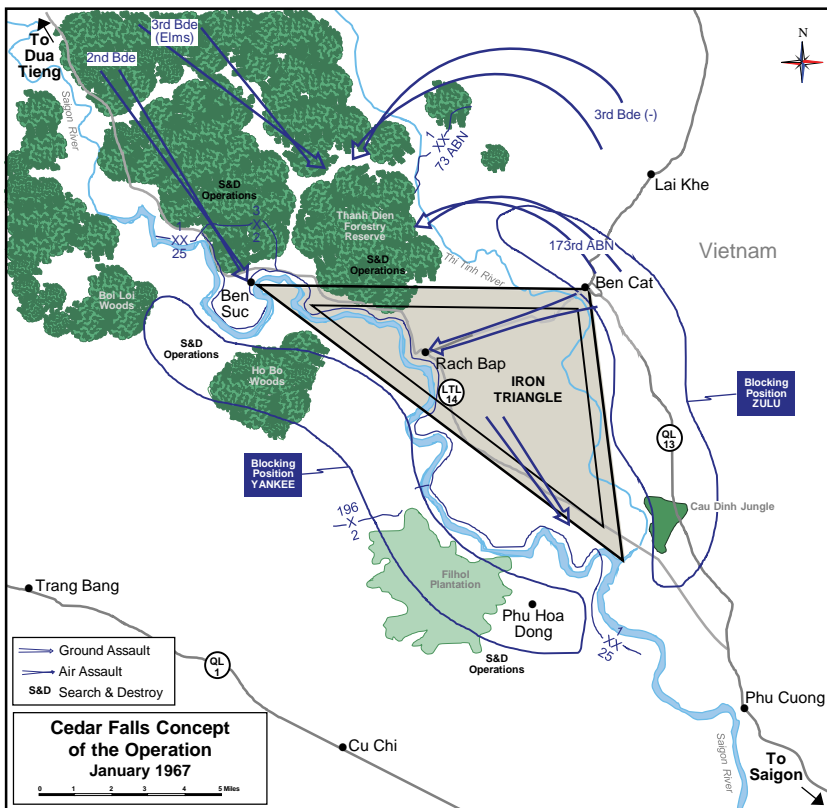 To
Dua
Tieng
3rd Bde
(Elms)
2nd Bde
N
3rd Bde (-)
Saigon River
1
XX
73 ABN
Lai Khe
S&D
Operations
Thanh Dien
Forestry
Reserve
173rd ABN
Vietnam
3
X
2
1
XX
25
S&D
Operations
Thi Tinh River
Ben Cat
Boi Loi
Woods
Ben
Suc
S&D
Operations
Rach Bap
Ho Bo
Woods
IRON
TRIANGLE
LTL
14
Blocking
Position
ZULU
QL
13
Blocking
Position
YANKEE
196
X
2
Cau Dinh Jungle
Filhol
Plantation
Trang Bang
Phu Hoa
Dong
1
XX
25
S&D
Operations
Ground Assault
Air Assault
S&D Search & Destroy
QL
1
Phu Cuong
Cedar Falls Concept
of the Operation
January 1967
0 1 2 3 4 5 Miles
Cu Chi
Saigon River
To
Saigon